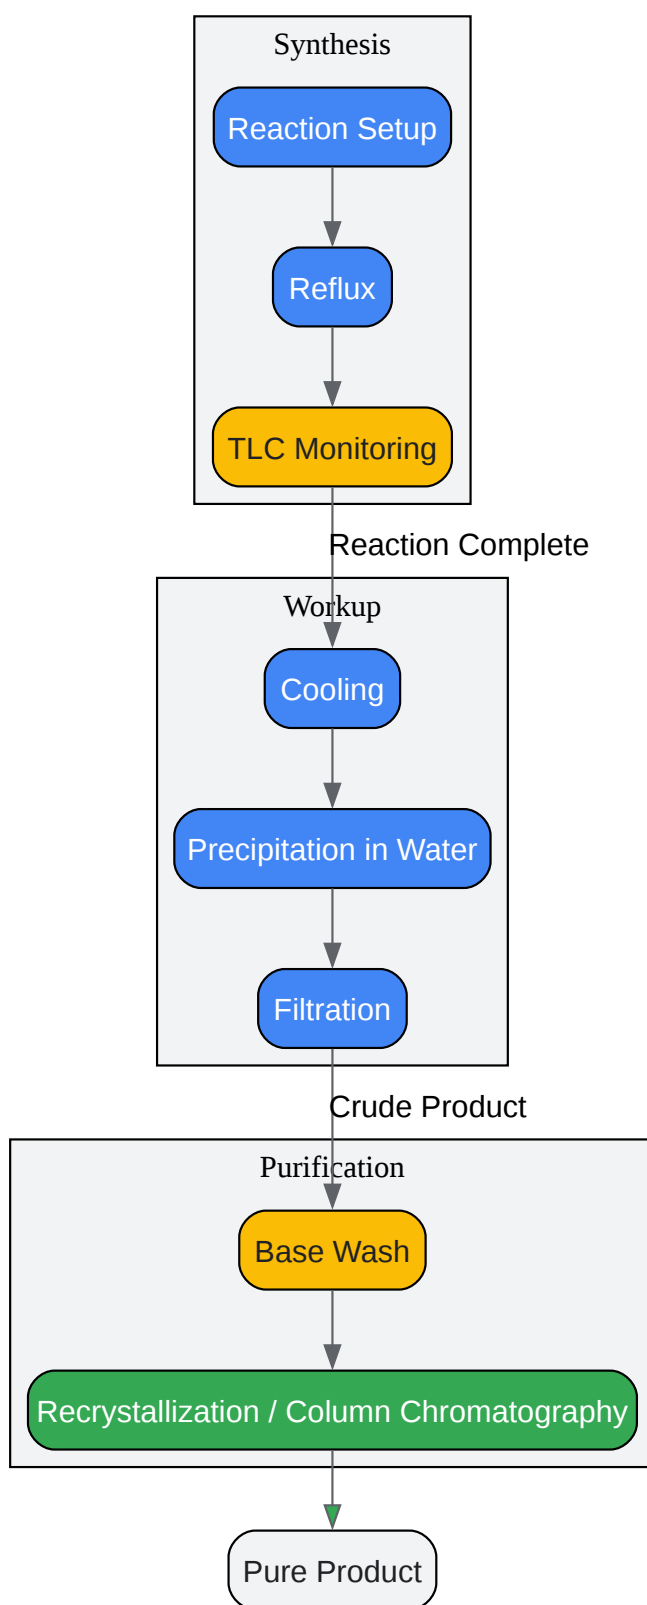 Synthesis
Reaction Setup
Reflux
TLC Monitoring
Reaction Complete
Workup
Cooling
Precipitation in Water
Filtration
Crude Product
Purification
Base Wash
Recrystallization / Column Chromatography
Pure Product